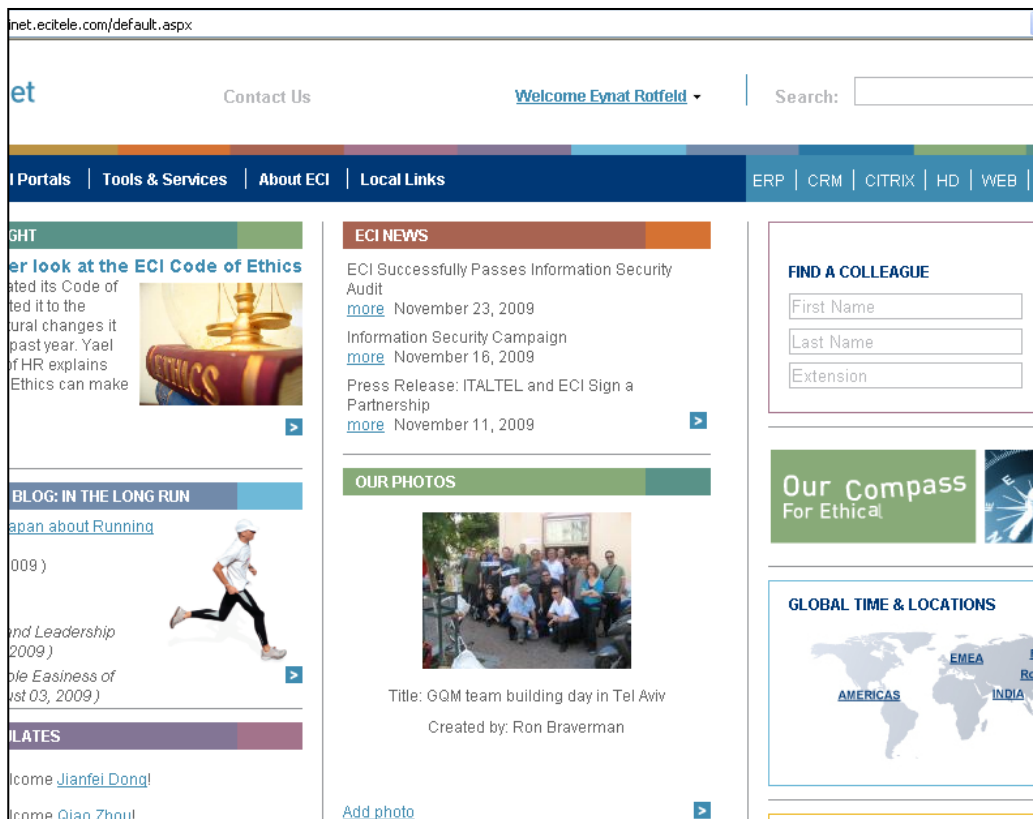 inet.ecitele.com/default.aspx
et
Contact Us
Welcome Eynat Rotfeld
Search:
l Portals
Tools & Services
About ECI
Local Links
ERP
CRM
CITRIX
HD
WEB
GHT
er look at the ECI Code of Ethics
ated its Code of
ted it to the
tural changes it
past year. Yael
of HR explains
Ethics can make
ETHICS
BLOG: IN THE LONG RUN
apan about Running
009 )
nd Leadership
2009 )
ple Easiness of
ust 03, 2009 )
ULATES
lcome Jianfei Dong!
lcome Qiao Zhou!
ECI NEWS
ECI Successfully Passes Information Security
Audit
more November 23, 2009
Information Security Campaign
more November 16, 2009
Press Release: ITALTEL and ECI Sign a
Partnership
more November 11, 2009
OUR PHOTOS
Title: GQM team building day in Tel Aviv
Created by: Ron Braverman
Add photo
FIND A COLLEAGUE
First Name
Last Name
Extension
Our Compass
For Ethical
E
N
GLOBAL TIME & LOCATIONS
EMEA
Ro
AMERICAS
INDIA